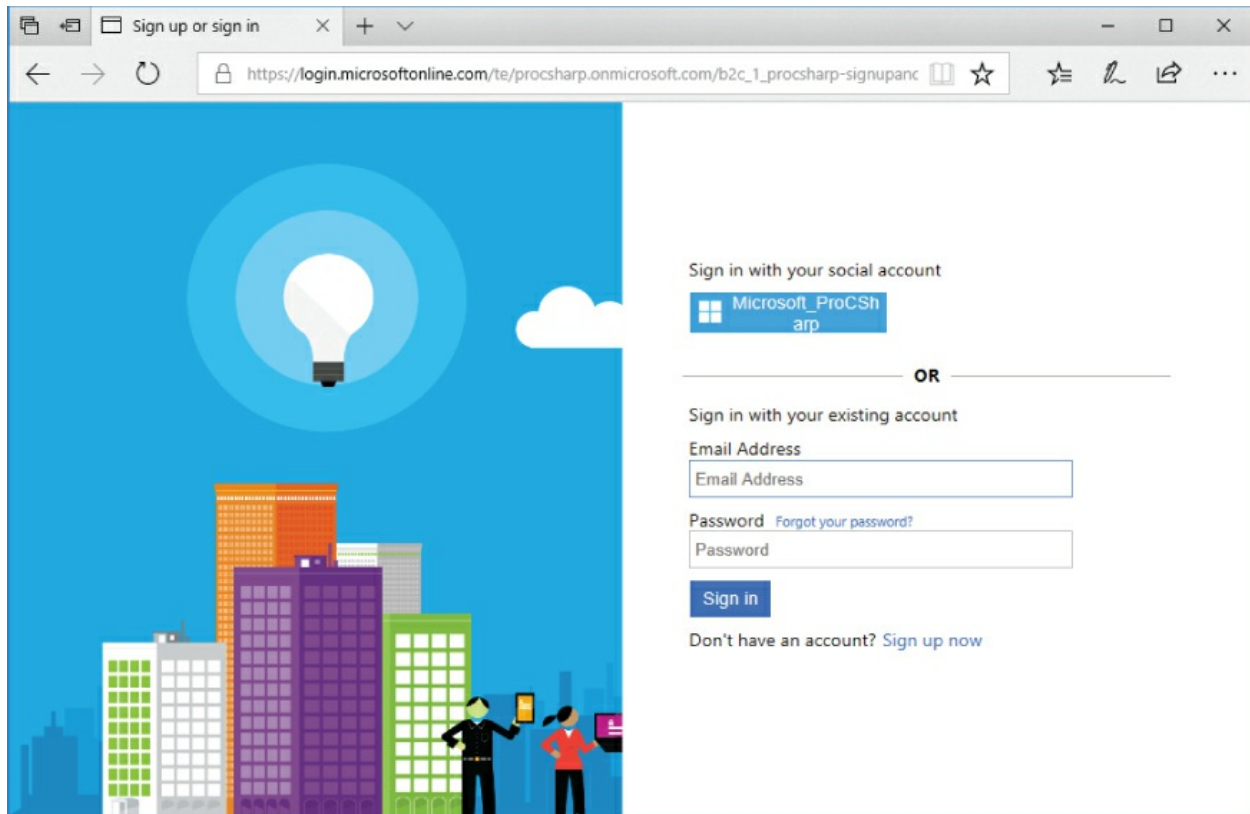 Sign up or sign in
https://login.microsoftonline.com/te/procsharp.onmicrosoft.com/b2c_1_procsharp-signupanc
Sign in with your social account
Microsoft_ProCSh
arp
OR
Sign in with your existing account
Email Address
Email Address
Password Forgot your password?
Password
Sign in
Don't have an account? Sign up now